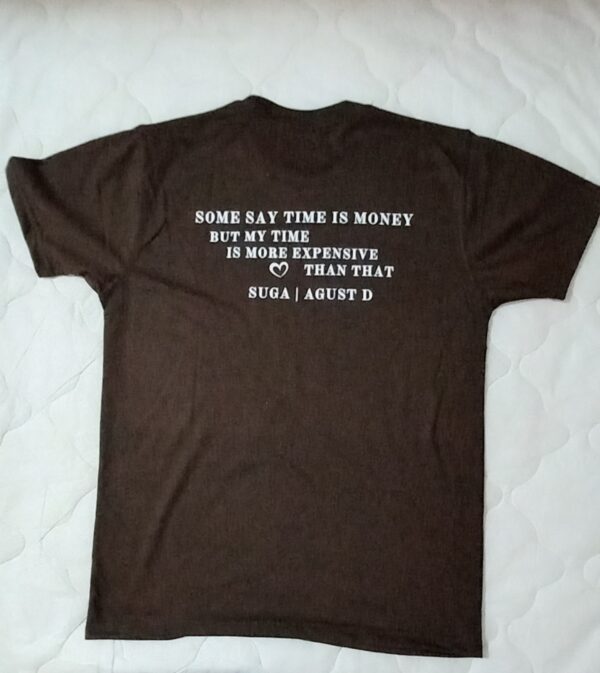 SOME SAY TIME IS MONEY
BUT MY TIME
IS MORE EXPENSIVE
THAN THAT
SUGA | AGUST D